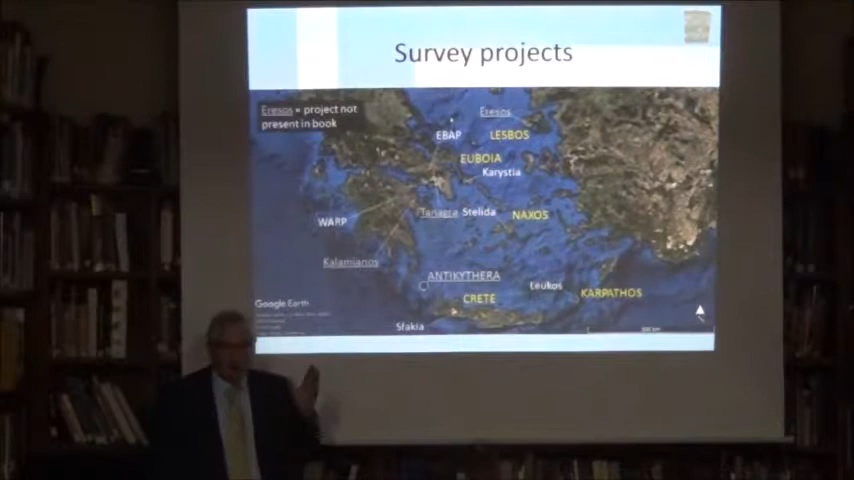 Survey projects
Eresos = project not
present in book
Eresos
EBAP
LESBOS
EUBOIA
Karystia
WARP
Tanagra
Stelida
NAXOS
Kalamianos
ANTIKYTHERA
Leukos
KARPATHOS
CRETE
Google Earth
Sfakia